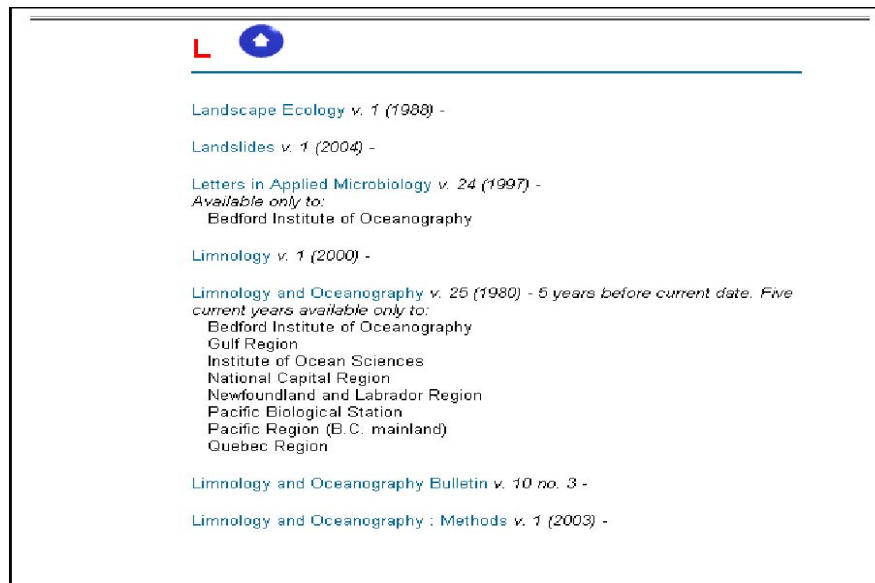 L
Landscape Ecology v. 1 (1988) -
Landslides v. 1 (2004) -
Letters in Applied Microbiology v. 24 (1997) -
Available only to:
Bedford Institute of Oceanography
Limnology v. 1 (2000) -
Limnology and Oceanography v. 25 (1980) - 5 years before current date. Five
current years available only to:
Bedford Institute of Oceanography
Gulf Region
Institute of Ocean Sciences
National Capital Region
Newfoundland and Labrador Region
Pacific Biological Station
Pacific Region (B.C. mainland)
Quebec Region
Limnology and Oceanography Bulletin v. 10 no. 3 -
Limnology and Oceanography : Methods v. 1 (2003) -